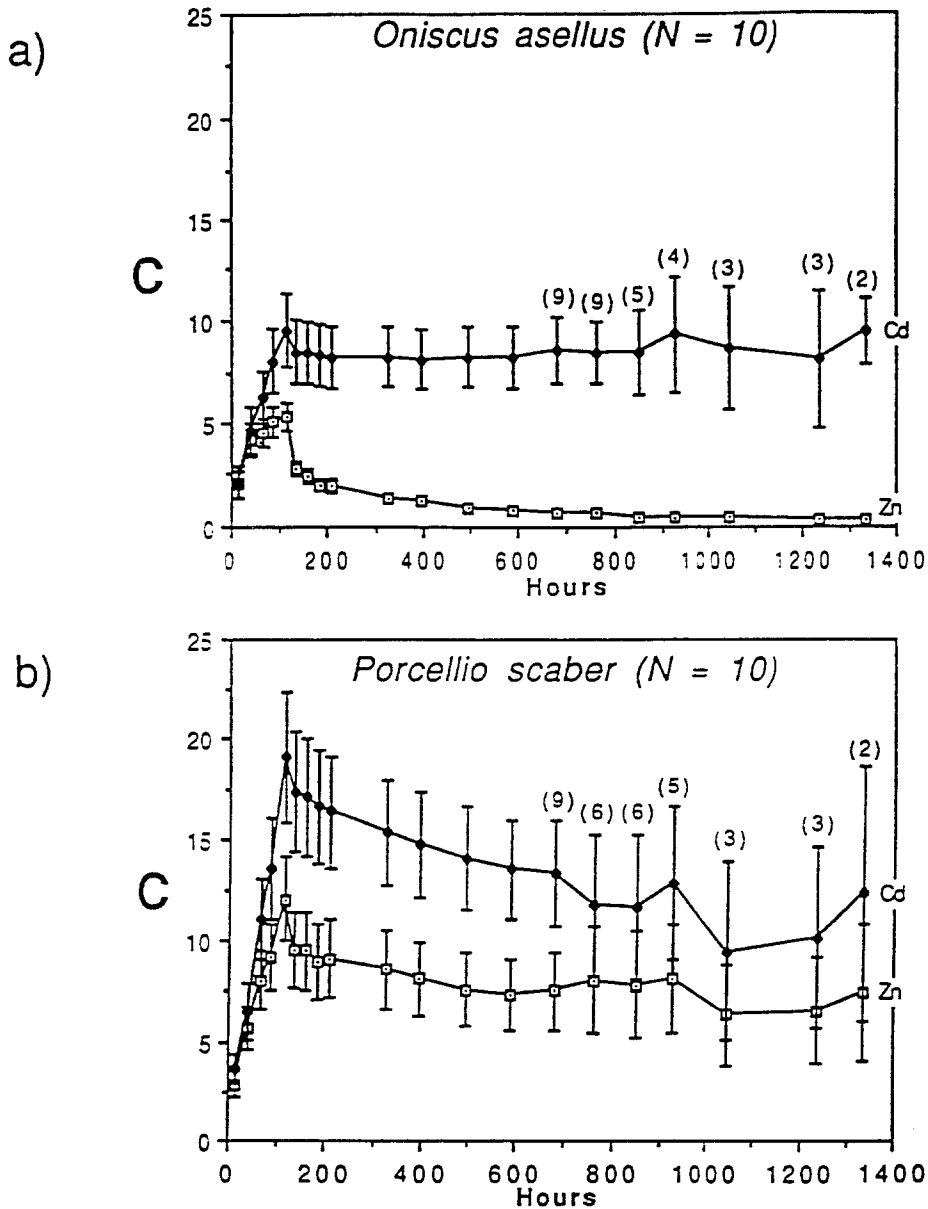 a)
Oniscus asellus (N = 10)
25
20
15
10
5
0
C
(9) (9) (5) (4) (3) (3) (2)
Cd
Zn
0 200 400 600 800 1000 1200 1400
Hours
b)
Porcellio scaber (N = 10)
25
20
15
10
5
0
C
(9) (6) (6) (5) (3) (3) (2)
Cd
Zn
0 200 400 600 800 1000 1200 1400
Hours